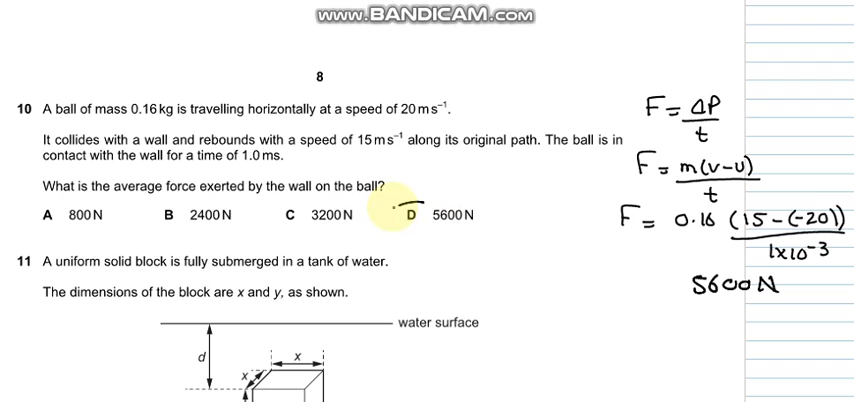 www.BANDICAM.com
8
10 A ball of mass 0.16 kg is travelling horizontally at a speed of 20 m s⁻¹.
It collides with a wall and rebounds with a speed of 15 m s⁻¹ along its original path. The ball is in
contact with the wall for a time of 1.0 ms.
What is the average force exerted by the wall on the ball?
A 800 N B 2400 N C 3200 N D 5600 N
11 A uniform solid block is fully submerged in a tank of water.
The dimensions of the block are x and y, as shown.
water surface
d
x
x
F = ΔP
t
F = m(v-u)
t
F = 0.16 (15-(-20))
1x10⁻³
5600N